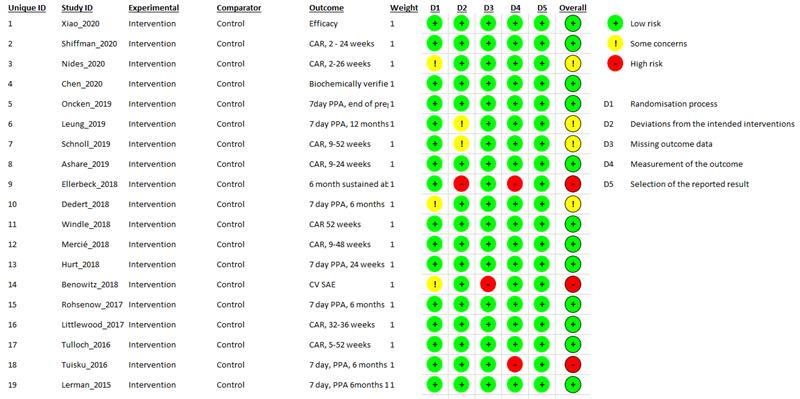 Unique ID Study ID Experimental Comparator Outcome Weight D1 D2 D3 D4 D5 Overall
1 Xiao_2020 Intervention Control Efficacy 1 + + + + + + + Low risk
2 Shiffman_2020 Intervention Control CAR, 2 - 24 weeks 1 + + + + + + ! Some concerns
3 Nides_2020 Intervention Control CAR, 2-26 weeks 1 ! + + + + ! - High risk
4 Chen_2020 Intervention Control Biochemically verifie 1 + + + + + +
5 Oncken_2019 Intervention Control 7day PPA, end of preg 1 + + + + + + D1 Randomisation process
6 Leung_2019 Intervention Control 7 day PPA, 12 months 1 + ! + + + ! D2 Deviations from the intended interventions
7 Schnoll_2019 Intervention Control CAR, 9-52 weeks 1 + ! + + + ! D3 Missing outcome data
8 Ashare_2019 Intervention Control CAR, 9-24 weeks 1 + + + + + + D4 Measurement of the outcome
9 Ellerbeck_2018 Intervention Control 6 month sustained ab 1 + - + - + - D5 Selection of the reported result
10 Dedert_2018 Intervention Control 7 day PPA, 6 months 1 ! + + + + !
11 Windle_2018 Intervention Control CAR 52 weeks 1 + + + + + +
12 Mercié_2018 Intervention Control CAR, 9-48 weeks 1 + + + + + +
13 Hurt_2018 Intervention Control 7 day PPA, 24 weeks 1 + + + + + +
14 Benowitz_2018 Intervention Control CV SAE 1 ! + - + + -
15 Rohsenow_2017 Intervention Control 7 day PPA, 6 months 1 + + + + + +
16 Littlewood_2017 Intervention Control CAR, 32-36 weeks 1 + + + + + +
17 Tulloch_2016 Intervention Control CAR, 5-52 weeks 1 + + + + + +
18 Tuisku_2016 Intervention Control 7 day, PPA, 6 months 1 + + + - + -
19 Lerman_2015 Intervention Control 7 day, PPA 6months 1 1 + + + + + +